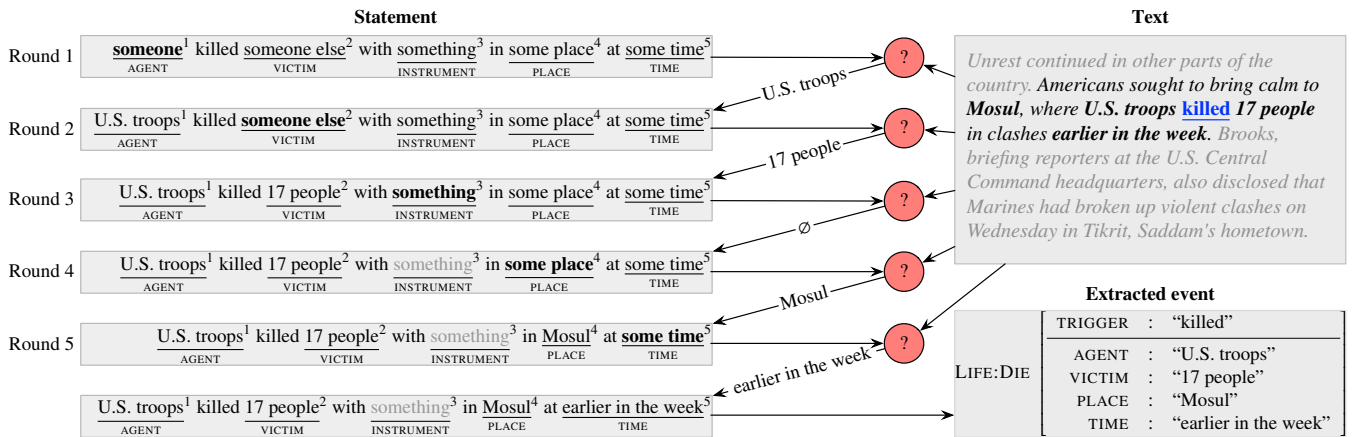 Statement
Text
Round 1
someone¹ killed someone else² with something³ in some place⁴ at some time⁵
AGENT VICTIM INSTRUMENT PLACE TIME
?
U.S. troops
Round 2
U.S. troops¹ killed someone else² with something³ in some place⁴ at some time⁵
AGENT VICTIM INSTRUMENT PLACE TIME
?
17 people
Round 3
U.S. troops¹ killed 17 people² with something³ in some place⁴ at some time⁵
AGENT VICTIM INSTRUMENT PLACE TIME
?
∅
Round 4
U.S. troops¹ killed 17 people² with something³ in some place⁴ at some time⁵
AGENT VICTIM INSTRUMENT PLACE TIME
?
Mosul
Round 5
U.S. troops¹ killed 17 people² with something³ in Mosul⁴ at some time⁵
AGENT VICTIM INSTRUMENT PLACE TIME
?
earlier in the week
U.S. troops¹ killed 17 people² with something³ in Mosul⁴ at earlier in the week⁵
AGENT VICTIM INSTRUMENT PLACE TIME
Unrest continued in other parts of the
country. Americans sought to bring calm to
Mosul, where U.S. troops killed 17 people
in clashes earlier in the week. Brooks,
briefing reporters at the U.S. Central
Command headquarters, also disclosed that
Marines had broken up violent clashes on
Wednesday in Tikrit, Saddam's hometown.
Extracted event
LIFE:DIE
TRIGGER : “killed”
AGENT : “U.S. troops”
VICTIM : “17 people”
PLACE : “Mosul”
TIME : “earlier in the week”